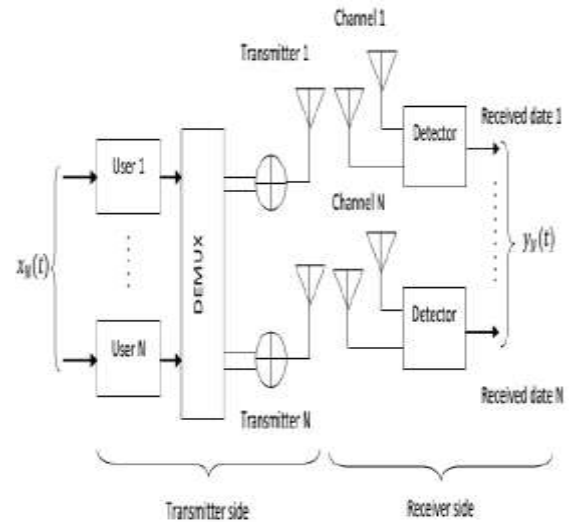 Channel 1
Transmitter 1
Received date 1
User 1
Detector
Channel N
DEMUX
x_N(t)
y_N(t)
User N
Detector
Transmitter N
Received date N
Transmitter side
Receiver side